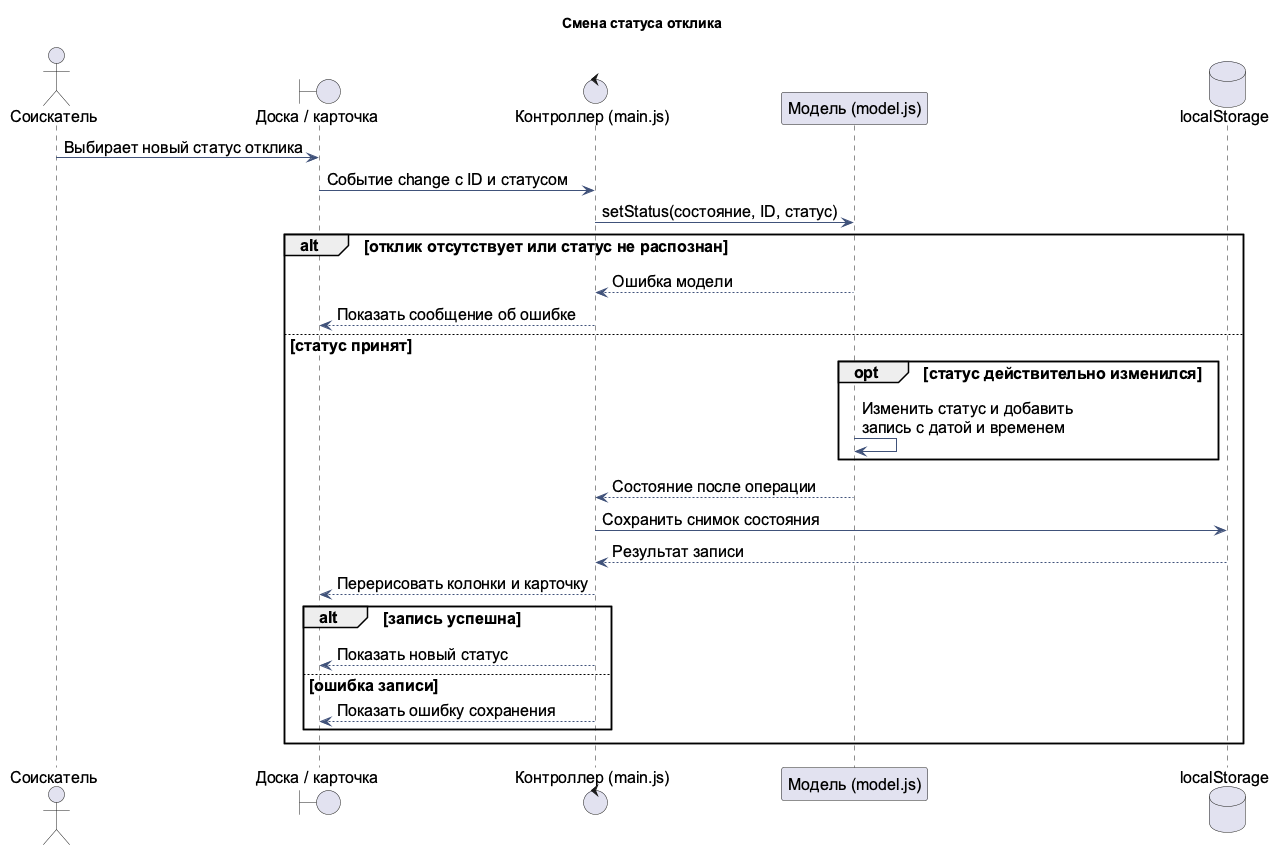 Смена статуса отклика
Соискатель
Доска / карточка
Контроллер (main.js)
Модель (model.js)
localStorage
Выбирает новый статус отклика
Событие change с ID и статусом
setStatus(состояние, ID, статус)
alt
[отклик отсутствует или статус не распознан]
Ошибка модели
Показать сообщение об ошибке
[статус принят]
opt
[статус действительно изменился]
Изменить статус и добавить
запись с датой и временем
Состояние после операции
Сохранить снимок состояния
Результат записи
Перерисовать колонки и карточку
alt
[запись успешна]
Показать новый статус
[ошибка записи]
Показать ошибку сохранения
Соискатель
Доска / карточка
Контроллер (main.js)
Модель (model.js)
localStorage